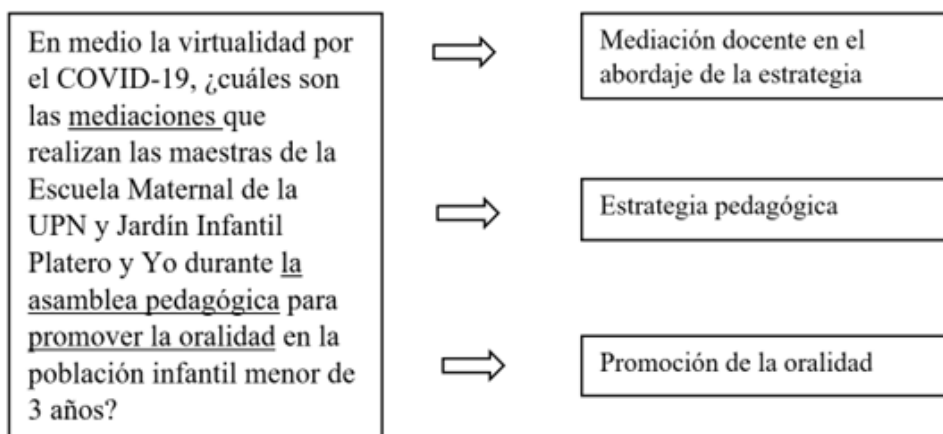 En medio la virtualidad por
el COVID-19, ¿cuáles son
las mediaciones que
realizan las maestras de la
Escuela Maternal de la
UPN y Jardín Infantil
Platero y Yo durante la
asamblea pedagógica para
promover la oralidad en la
población infantil menor de
3 años?
Mediación docente en el
abordaje de la estrategia
Estrategia pedagógica
Promoción de la oralidad